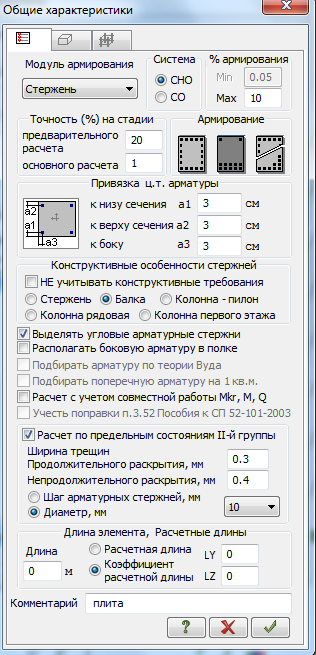 Общие характеристики
Модуль армирования
Стержень
Система
СНО
СО
% армирования
Min 0.05
Max 10
Точность (%) на стадии
предварительного расчета 20
основного расчета 1
Армирование
Привязка ц.т. арматуры
a2
a1
a3
к низу сечения a1 3 см
к верху сечения a2 3 см
к боку a3 3 см
Конструктивные особенности стержней
НЕ учитывать конструктивные требования
Стержень Балка Колонна - пилон
Колонна рядовая Колонна первого этажа
Выделять угловые арматурные стержни
Располагать боковую арматуру в полке
Подбирать арматуру по теории Вуда
Подбирать поперечную арматуру на 1 кв.м.
Расчет с учетом совместной работы Mkr, M, Q
Учесть поправки п.3.52 Пособия к СП 52-101-2003
Расчет по предельным состояниям II-й группы
Ширина трещин
Продолжительного раскрытия, мм 0.3
Непродолжительного раскрытия, мм 0.4
Шаг арматурных стержней, мм
Диаметр, мм 10
Длина элемента, Расчетные длины
Длина
0 м
Расчетная длина
Коэффициент расчетной длины
LY 0
LZ 0
Комментарий плита
?